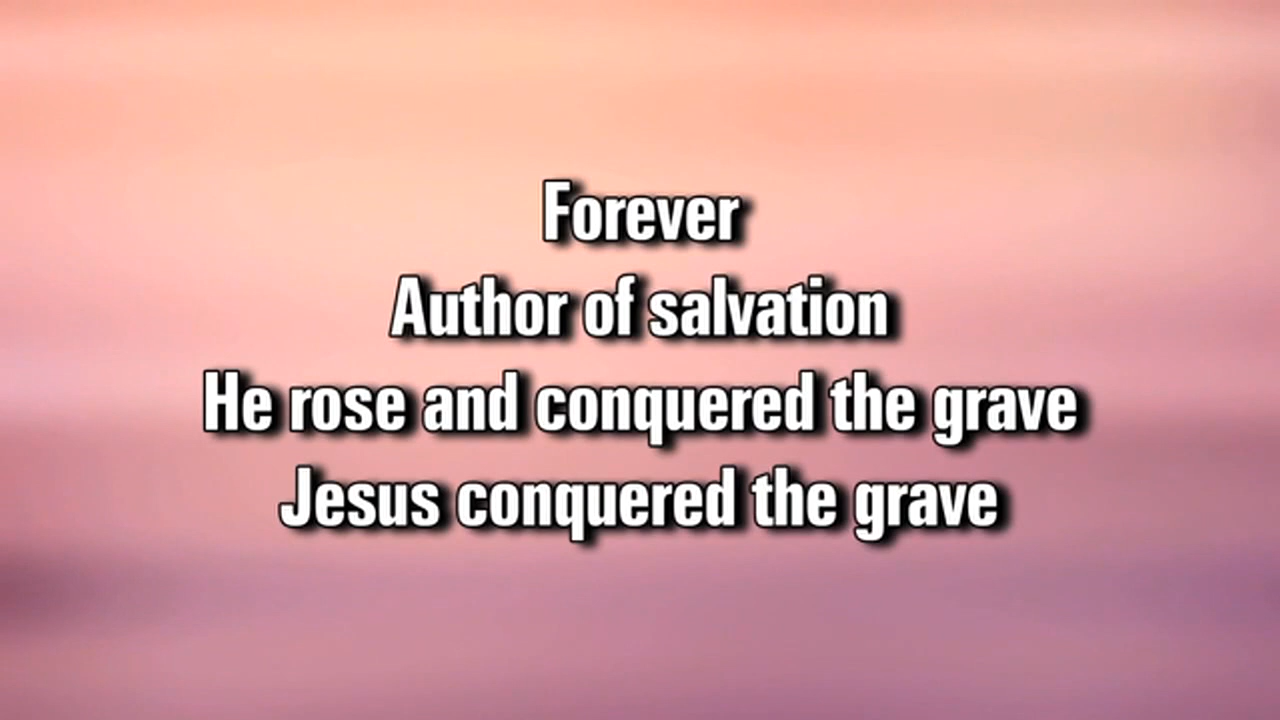 Forever
Author of salvation
He rose and conquered the grave
Jesus conquered the grave